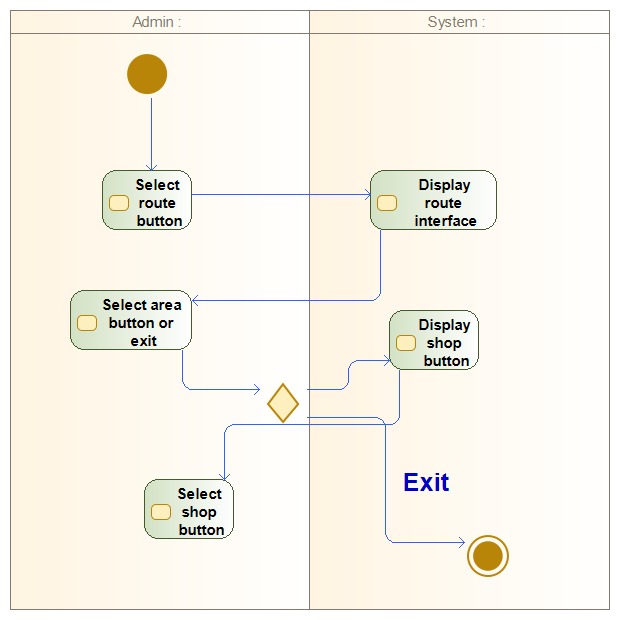 Admin :
System :
Select
route
button
Display
route
interface
Select area
button or
exit
Display
shop
button
Exit
Select
shop
button